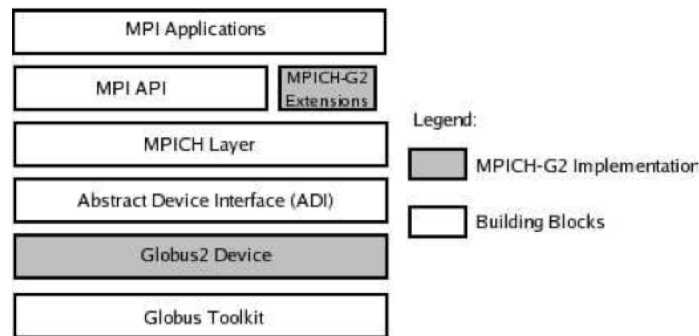 MPI Applications
MPI API
MPICH-G2
Extensions
MPICH Layer
Abstract Device Interface (ADI)
Globus2 Device
Globus Toolkit
Legend:
MPICH-G2 Implementation
Building Blocks